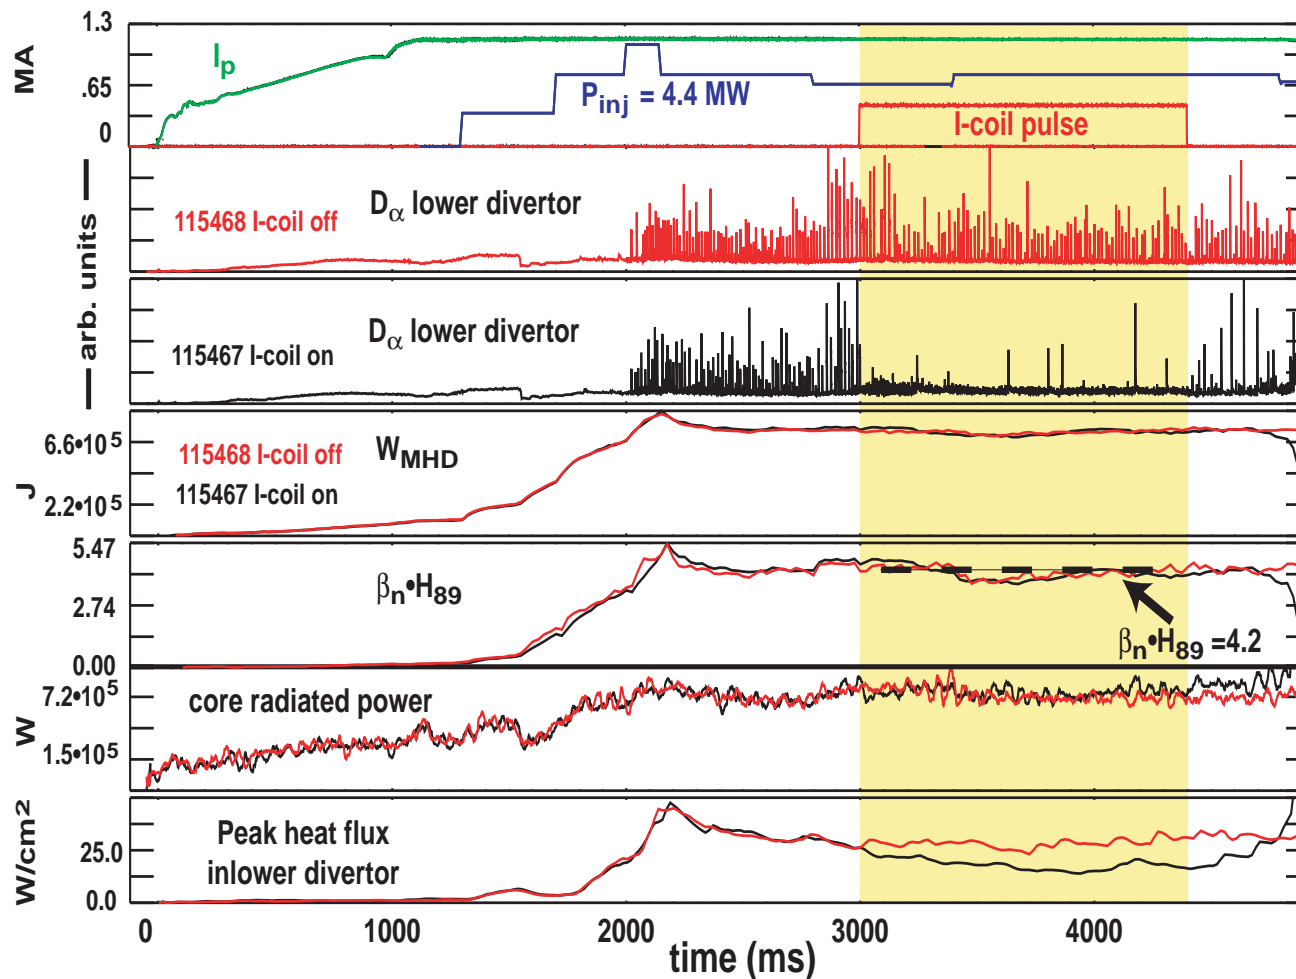 1.3
MA
.65
0
Ip
Pinj = 4.4 MW
I-coil pulse
arb. units
115468 I-coil off
Dα lower divertor
115467 I-coil on
Dα lower divertor
6.6•10⁵
J
2.2•10⁵
115468 I-coil off
115467 I-coil on
WMHD
5.47
2.74
0.00
βn•H89
βn•H89 =4.2
7.2•10⁵
W
1.5•10⁵
core radiated power
W/cm²
25.0
0.0
Peak heat flux
inlower divertor
0 1000 2000 3000 4000
time (ms)